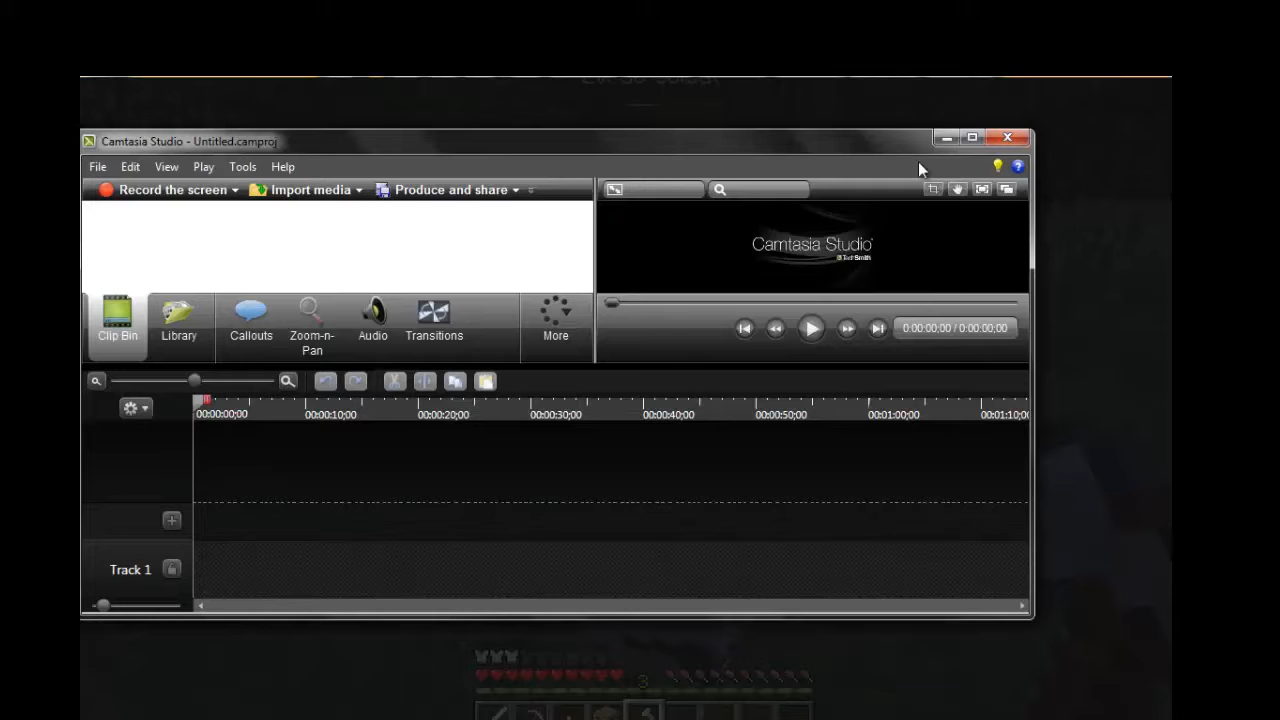 Camtasia Studio - Untitled.camproj
File Edit View Play Tools Help
Record the screen Import media Produce and share
Camtasia Studio
TechSmith
Clip Bin Library Callouts Zoom-n-Pan Audio Transitions More
0:00:00;00 / 0:00:00;00
00:00:00;00 00:00:10;00 00:00:20;00 00:00:30;00 00:00:40;00 00:00:50;00 00:01:00;00 00:01:10;00
Track 1
3